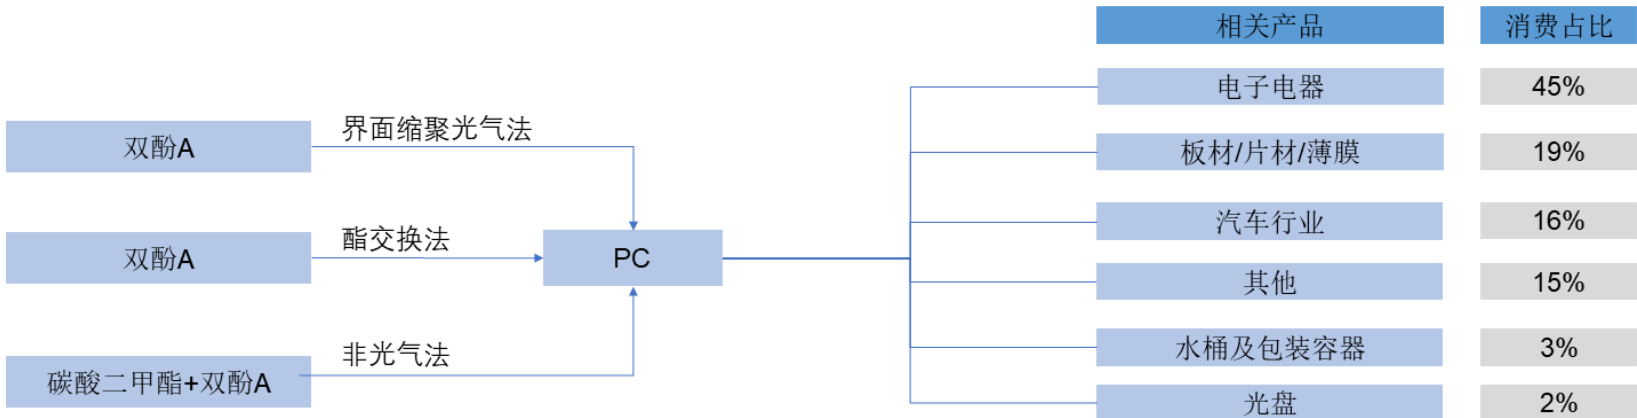 相关产品 消费占比
电子电器 45%
界面缩聚光气法
双酚A
板材/片材/薄膜 19%
汽车行业 16%
酯交换法
双酚A
PC
其他 15%
非光气法
水桶及包装容器 3%
碳酸二甲酯+双酚A
光盘 2%